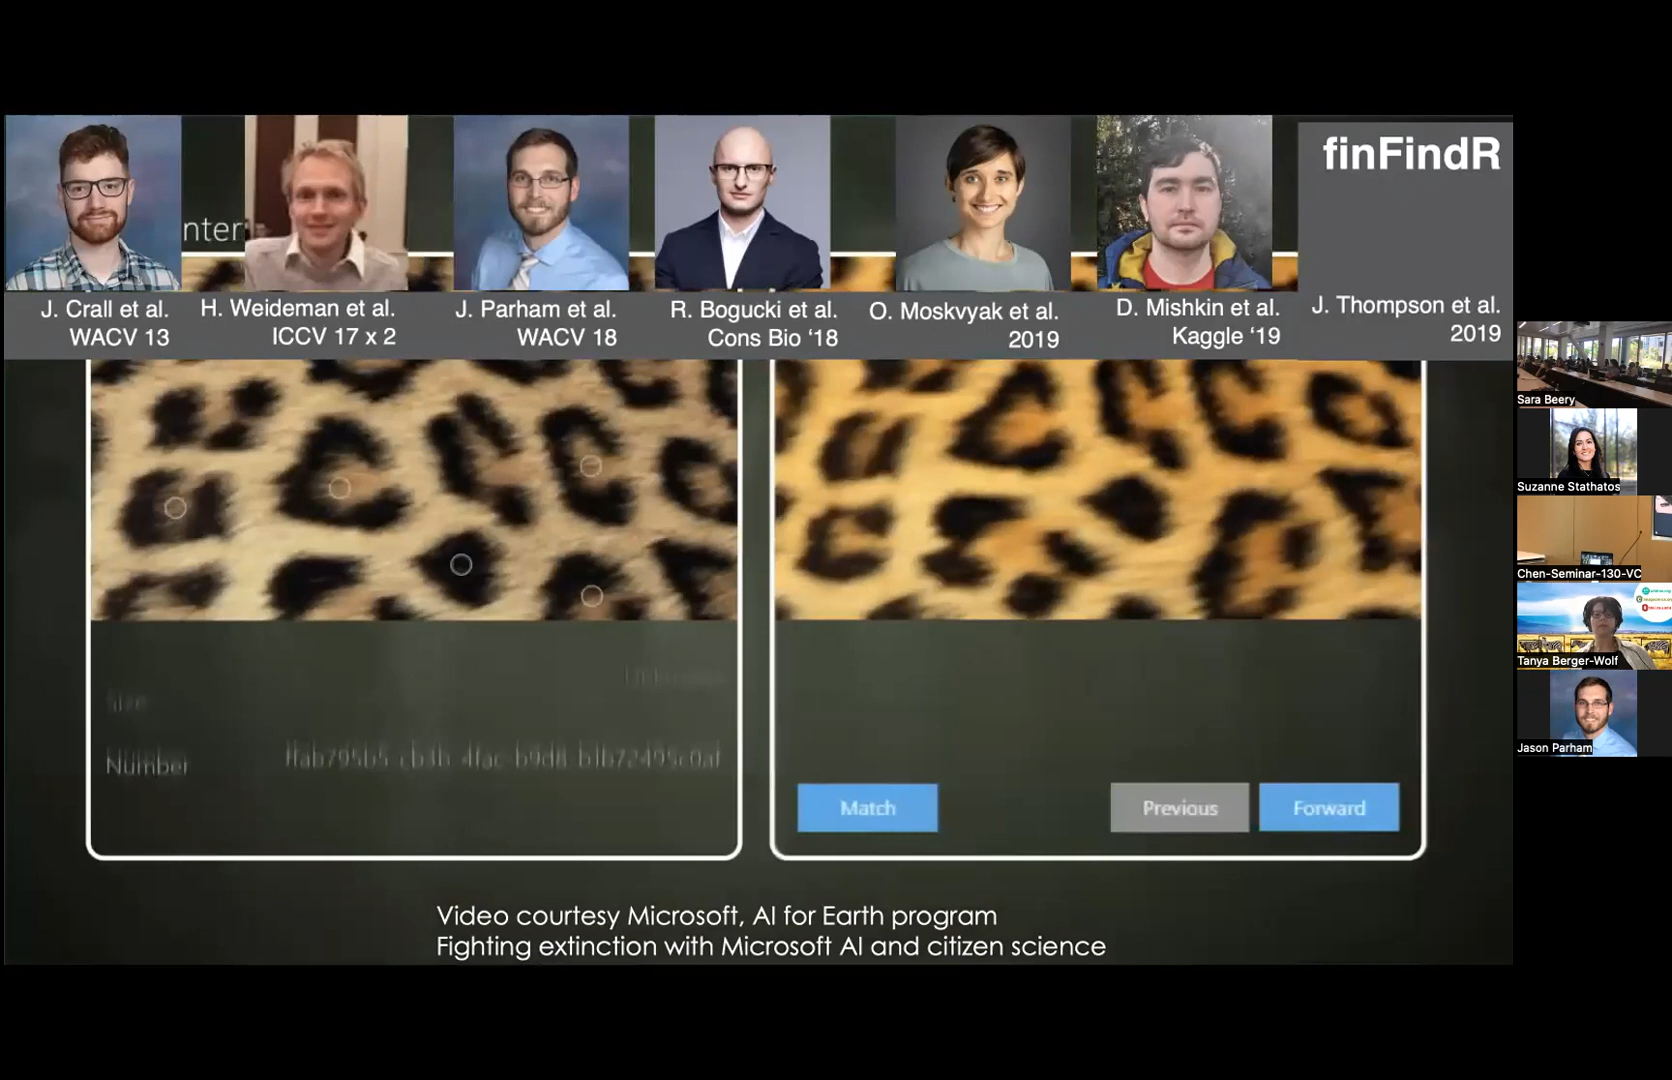 finFindR
nter
J. Crall et al.
WACV 13
H. Weideman et al.
ICCV 17 x 2
J. Parham et al.
WACV 18
R. Bogucki et al.
Cons Bio ‘18
O. Moskvyak et al.
2019
D. Mishkin et al.
Kaggle ‘19
J. Thompson et al.
2019
Size
Number
Match
Previous
Forward
Video courtesy Microsoft, AI for Earth program
Fighting extinction with Microsoft AI and citizen science
Sara Beery
Suzanne Stathatos
Chen-Seminar-130-VC
Tanya Berger-Wolf
Jason Parham